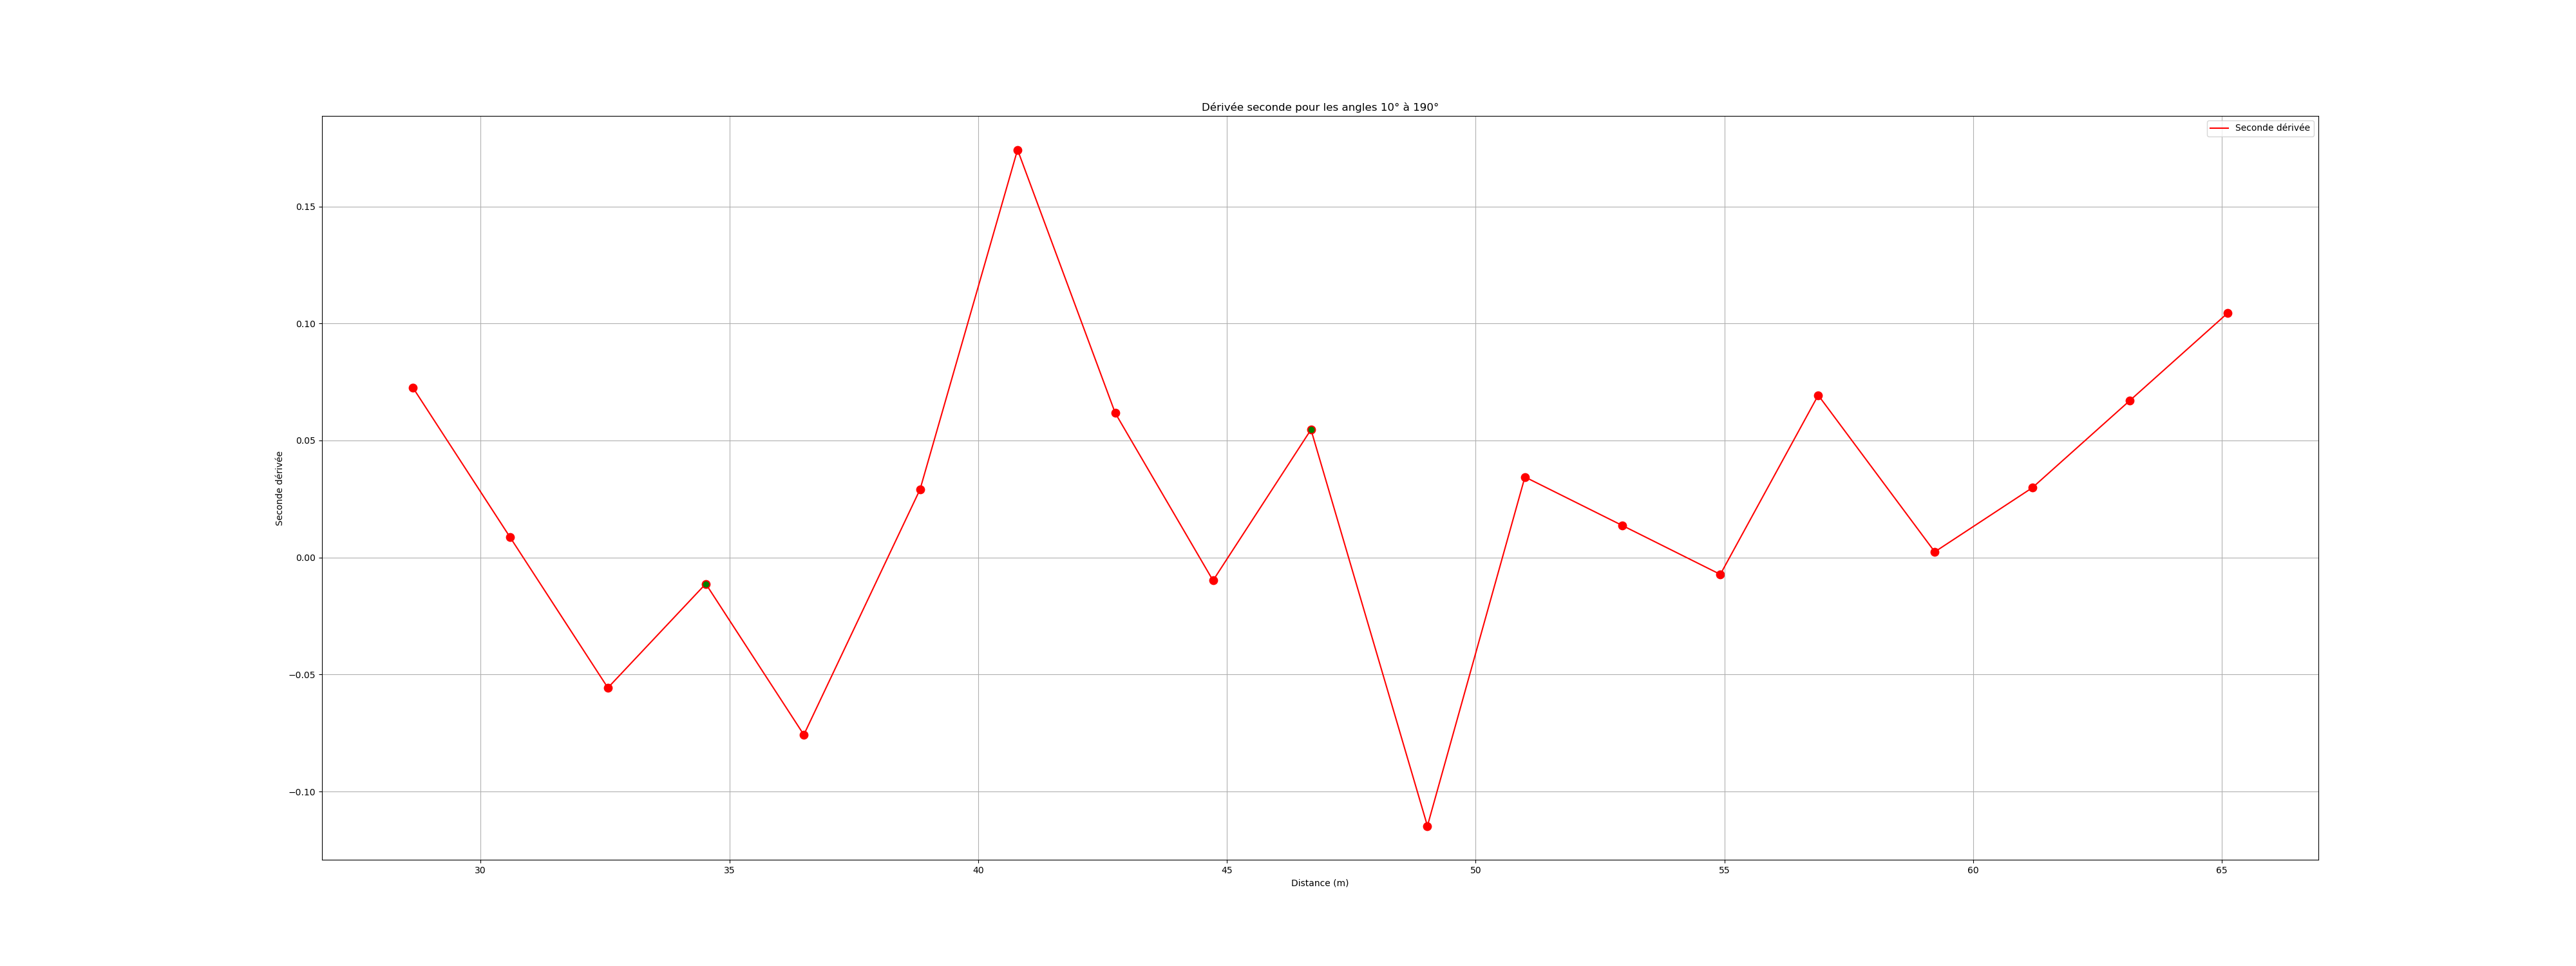 Dérivée seconde pour les angles 10° à 190°
Seconde dérivée
0.15
0.10
0.05
0.00
−0.05
−0.10
Seconde dérivée
30 35 40 45 50 55 60 65
Distance (m)